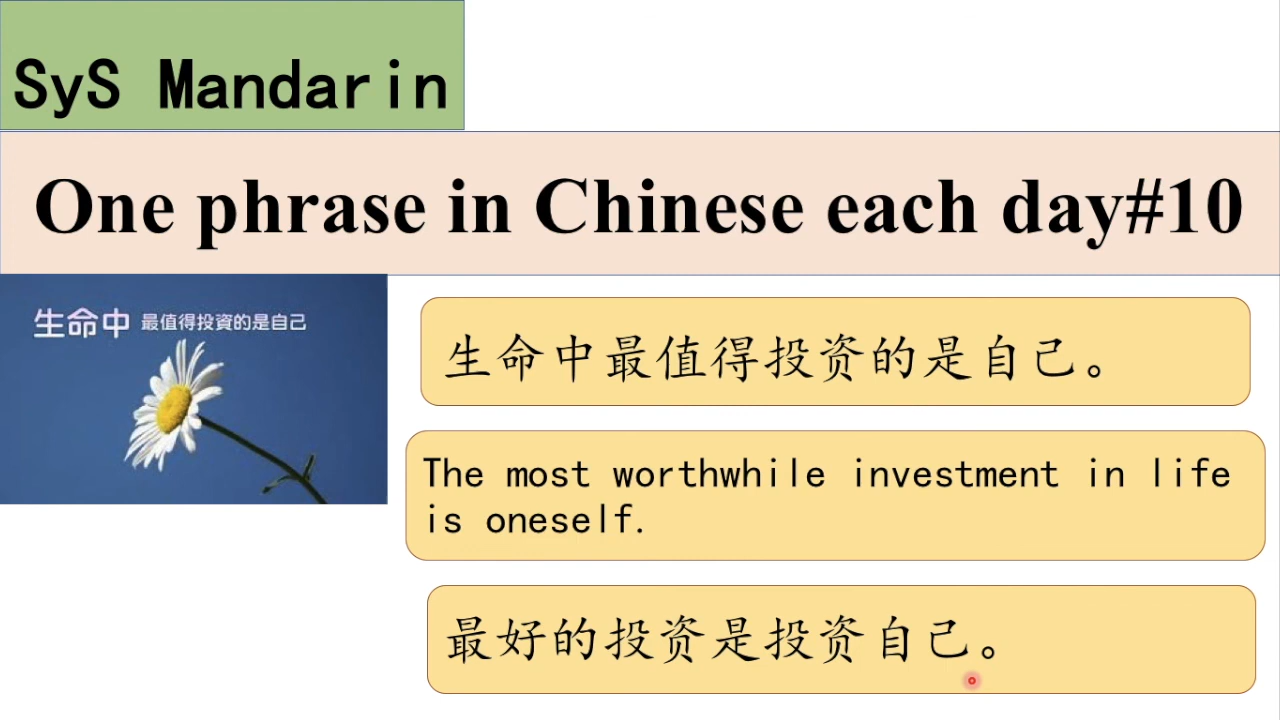 SyS Mandarin
One phrase in Chinese each day#10
生命中 最值得投資的是自己
生命中最值得投资的是自己。
The most worthwhile investment in life
is oneself.
最好的投资是投资自己。